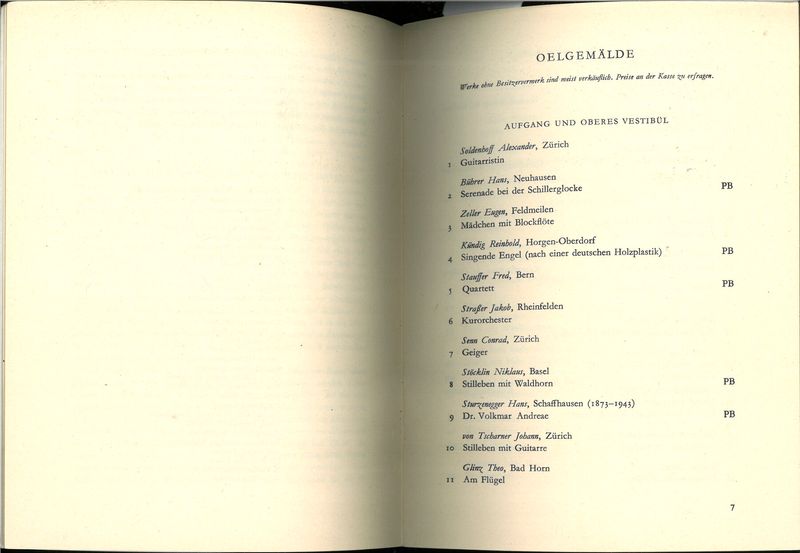 OELGEMÄLDE
Werke ohne Besitzervermerk sind meist verkäuflich. Preise an der Kasse zu erfragen.
AUFGANG UND OBERES VESTIBÜL
Soldenhoff Alexander, Zürich
1 Guitarristin
Bührer Hans, Neuhausen
2 Serenade bei der Schillerglocke PB
Zeller Eugen, Feldmeilen
3 Mädchen mit Blockflöte
Kündig Reinhold, Horgen-Oberdorf
4 Singende Engel (nach einer deutschen Holzplastik) PB
Stauffer Fred, Bern
5 Quartett PB
Straßer Jakob, Rheinfelden
6 Kurorchester
Senn Conrad, Zürich
7 Geiger
Stöcklin Niklaus, Basel
8 Stilleben mit Waldhorn PB
Sturzenegger Hans, Schaffhausen (1873–1943)
9 Dr. Volkmar Andreae PB
von Tscharner Johann, Zürich
10 Stilleben mit Guitarre
Glinz Theo, Bad Horn
11 Am Flügel
7